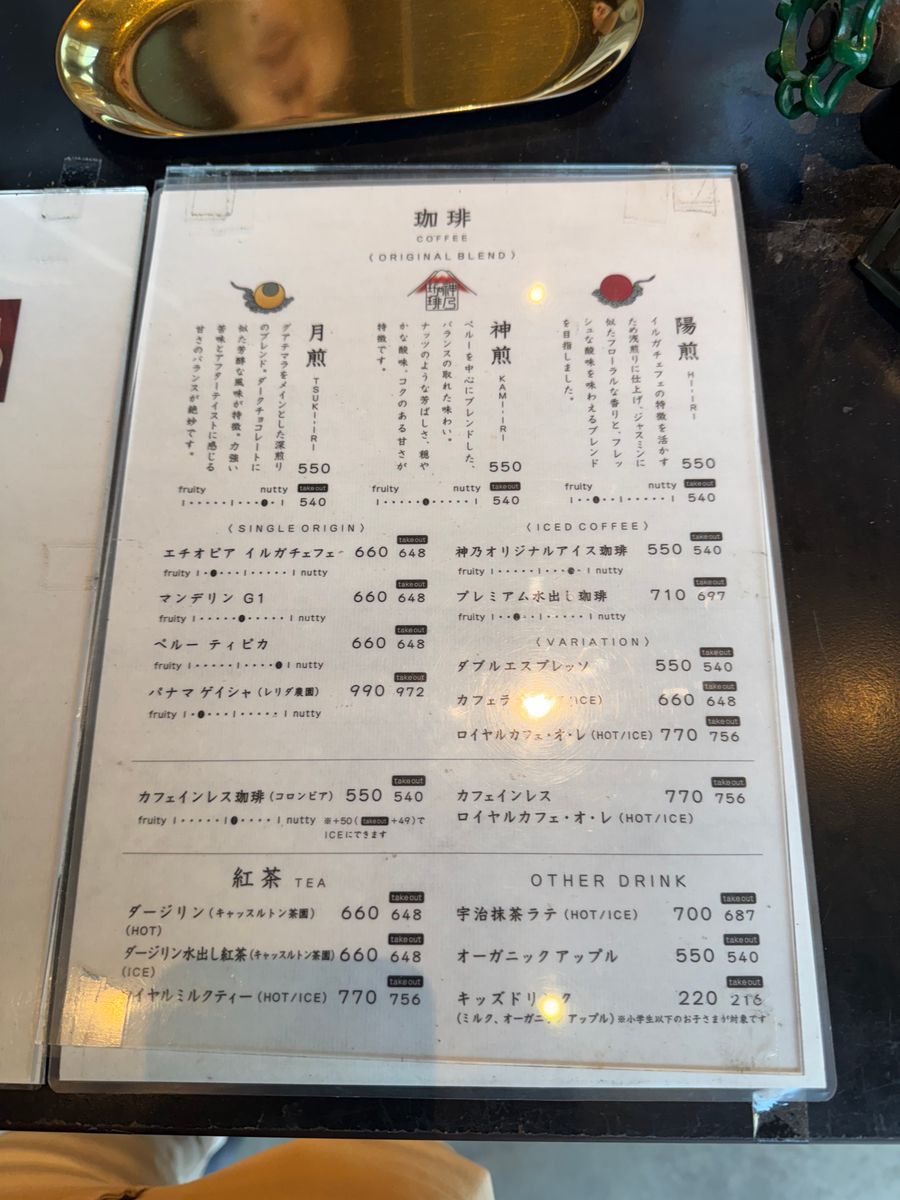 珈琲
COFFEE
〈ORIGINAL BLEND〉
陽煎 HI-IRI
イルガチェフェの特徴を活かす
ため浅煎りに仕上げ、ジャスミンに
似たフローラルな香りと、フレッ
シュな酸味を味わえるブレンド
を目指しました。
550
fruity nutty takeout
540
神乃珈琲
神煎 KAMI-IRI
ペルーを中心にブレンドした、
バランスの取れた味わい。
ナッツのような芳ばしさ、穏や
かな酸味、コクのある甘さが
特徴です。
550
fruity nutty takeout
540
月煎 TSUKI-IRI
グアテマラをメインとした深煎り
のブレンド。ダークチョコレートに
似た芳醇な風味が特徴。力強い
苦味とアフターテイストに感じる
甘さのバランスが絶妙です。
550
fruity nutty takeout
540
〈SINGLE ORIGIN〉
takeout
エチオピア イルガチェフェ 660 648
fruity nutty
takeout
マンデリン G1 660 648
fruity nutty
takeout
ペルー ティピカ 660 648
fruity nutty
takeout
パナマ ゲイシャ(レリダ農園) 990 972
fruity nutty
〈ICED COFFEE〉
takeout
神乃オリジナルアイス珈琲 550 540
fruity nutty
takeout
プレミアム水出し珈琲 710 697
fruity nutty
〈VARIATION〉
takeout
ダブルエスプレッソ 550 540
takeout
カフェラ ICE) 660 648
takeout
ロイヤルカフェ・オ・レ(HOT/ICE) 770 756
takeout
カフェインレス珈琲(コロンビア) 550 540
fruity nutty ※+50(takeout+49)で
ICEにできます
takeout
カフェインレス 770 756
ロイヤルカフェ・オ・レ(HOT/ICE)
紅茶 TEA
takeout
ダージリン(キャッスルトン茶園) 660 648
(HOT)
takeout
ダージリン水出し紅茶(キャッスルトン茶園) 660 648
(ICE)
takeout
ロイヤルミルクティー(HOT/ICE) 770 756
OTHER DRINK
takeout
宇治抹茶ラテ(HOT/ICE) 700 687
takeout
オーガニック アップル 550 540
takeout
キッズドリンク 220 216
(ミルク、オーガニック アップル)※小学生以下のお子さまが対象です